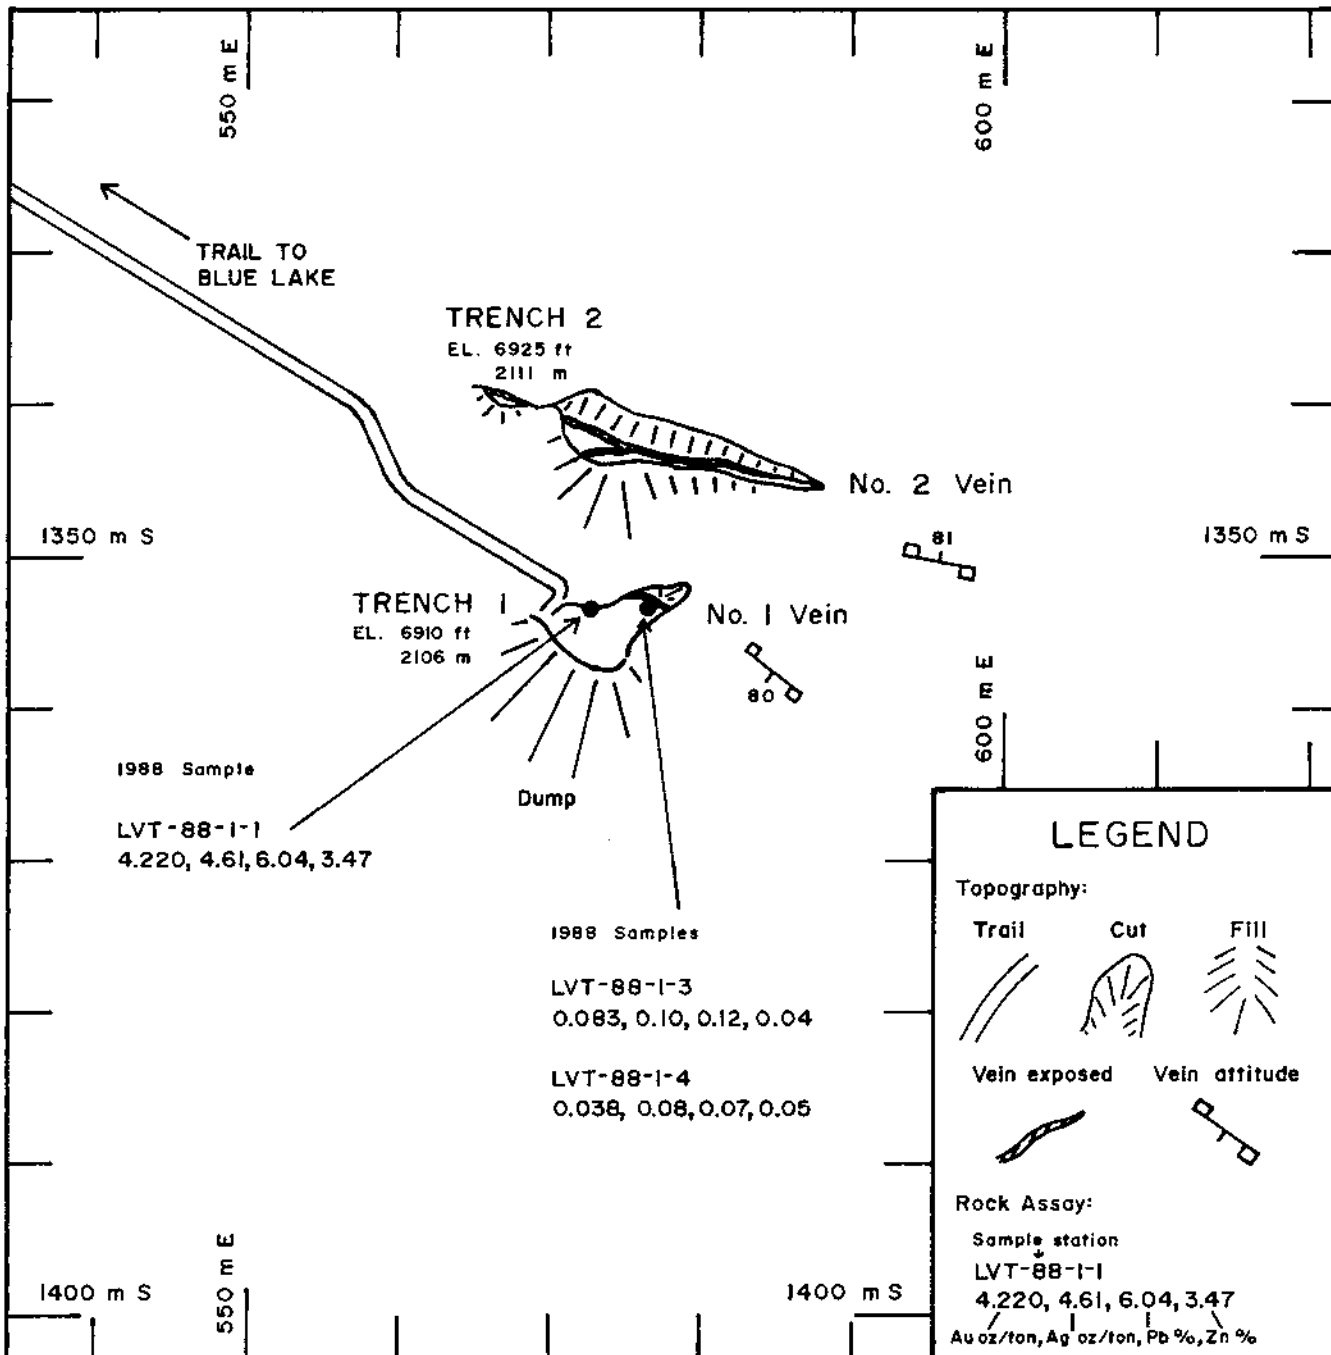 550 m E
600 m E
TRAIL TO
BLUE LAKE
TRENCH 2
EL. 6925 ft
2111 m
No. 2 Vein
1350 m S
1350 m S
81
TRENCH 1
EL. 6910 ft
2106 m
No. 1 Vein
80
600 m E
1988 Sample
LVT-88-1-1
4.220, 4.61, 6.04, 3.47
Dump
1988 Samples
LVT-88-1-3
0.083, 0.10, 0.12, 0.04
LVT-88-1-4
0.038, 0.08, 0.07, 0.05
550 m E
1400 m S
1400 m S
LEGEND
Topography:
Trail Cut Fill
Vein exposed Vein attitude
Rock Assay:
Sample station
LVT-88-1-1
4.220, 4.61, 6.04, 3.47
Au oz/ton, Ag oz/ton, Pb %, Zn %